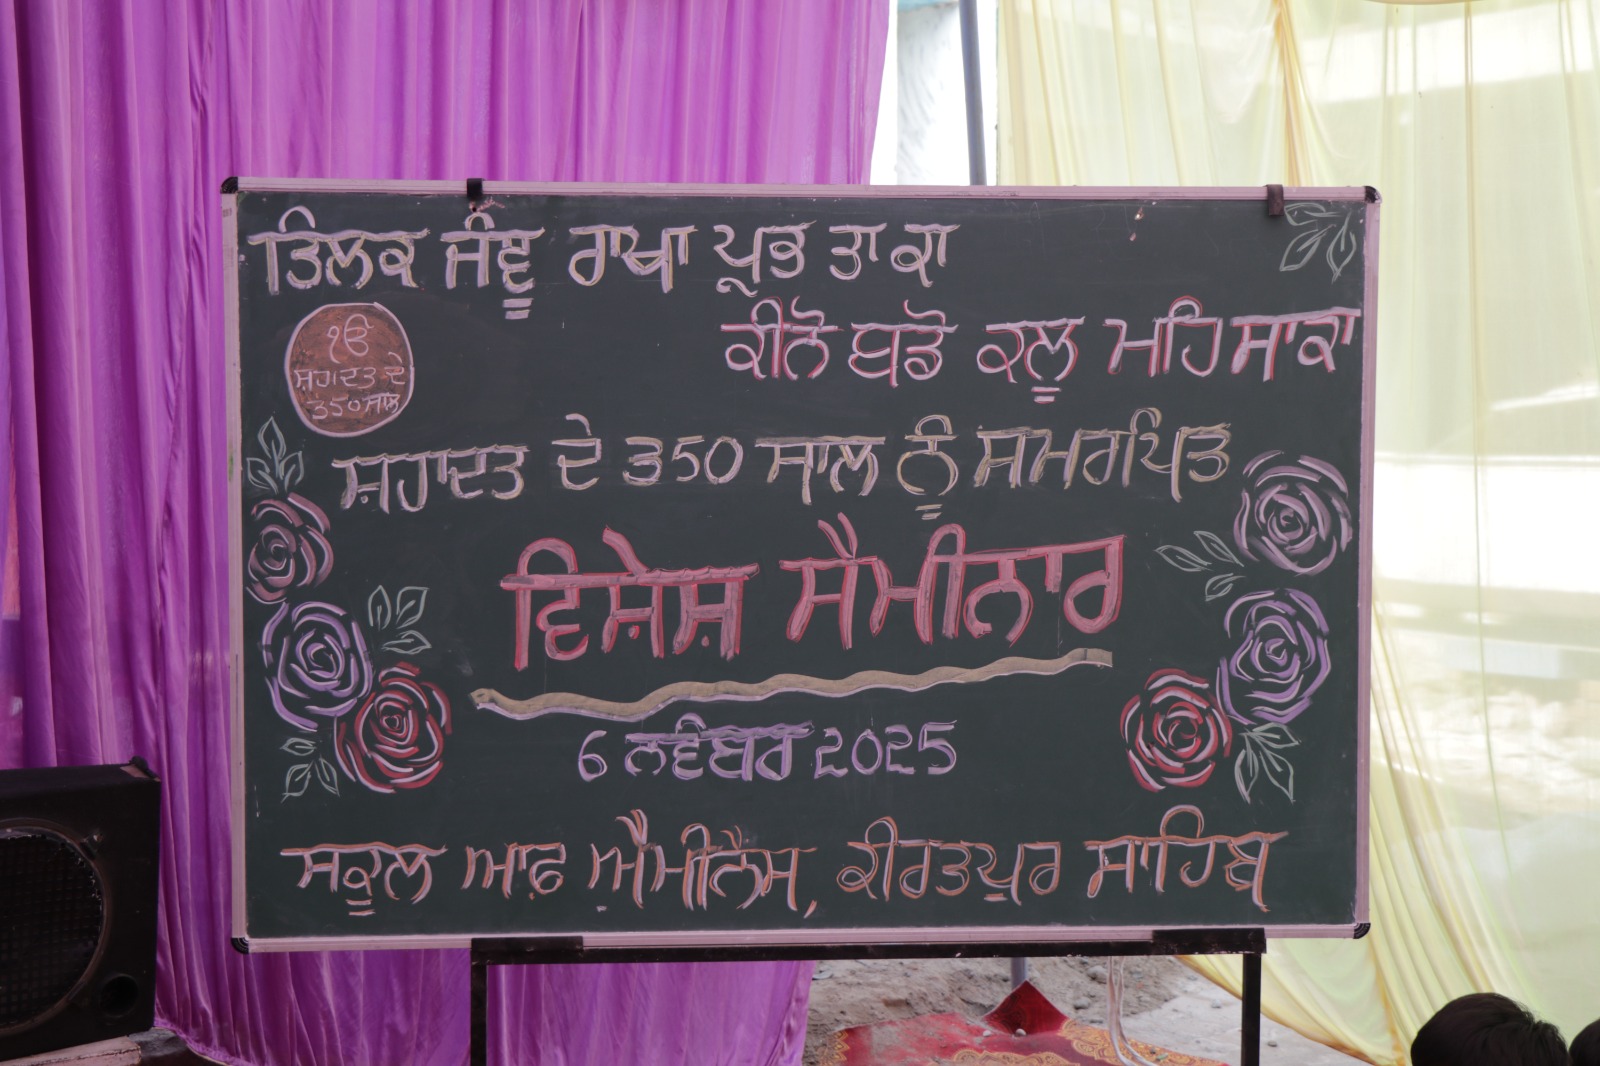 ਤਿਲਕ ਜੰਞੂ ਰਾਖਾ ਪ੍ਰਭ ਤਾ ਕਾ
ਕੀਨੋ ਬਡੋ ਕਲੂ ਮਹਿ ਸਾਕਾ
ੴ
ਸ਼ਹਾਦਤ ਦੇ
350 ਸਾਲ
ਸ਼ਹਾਦਤ ਦੇ 350 ਸਾਲ ਨੂੰ ਸਮਰਪਿਤ
ਵਿਸ਼ੇਸ਼ ਸੈਮੀਨਾਰ
6 ਨਵੰਬਰ 2025
ਸਕੂਲ ਆਫ਼ ਐਮੀਨੈਂਸ, ਕੀਰਤਪੁਰ ਸਾਹਿਬ